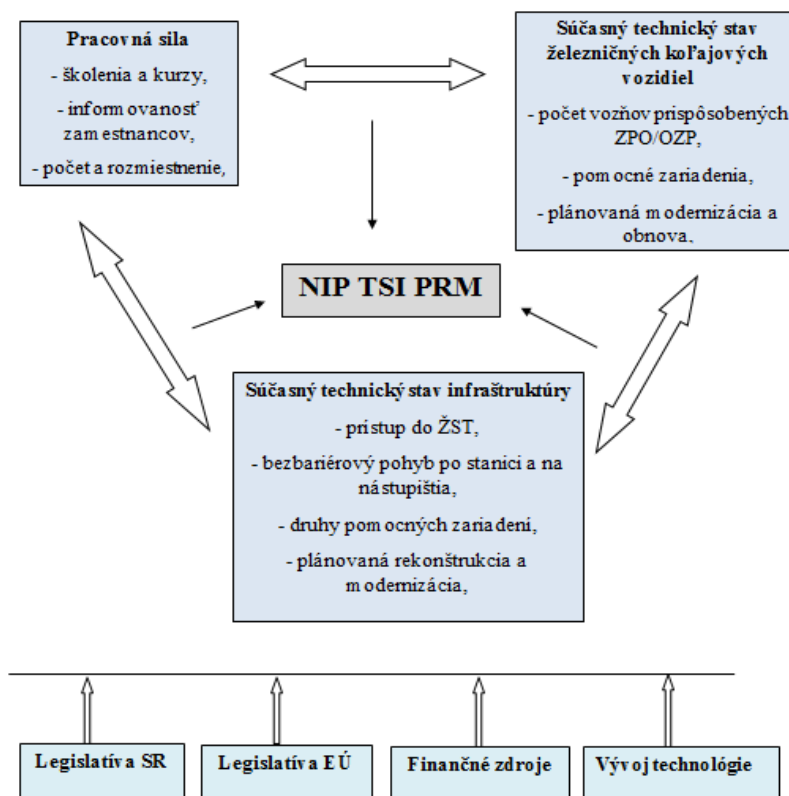 Pracovná sila
- školenia a kurzy,
- informovanosť
zamestnancov,
- počet a rozmiestnenie,
Súčasný technický stav
železničných koľajových
vozidiel
- počet vozňov prispôsobených
ZPO/OZP,
- pomocné zariadenia,
- plánovaná modernizácia a
obnova,
NIP TSI PRM
Súčasný technický stav infraštruktúry
- prístup do ŽST,
- bezbariérový pohyb po stanici a na
nástupištia,
- druhy pomocných zariadení,
- plánovaná rekonštrukcia a
modernizácia,
Legislatíva SR
Legislatíva EÚ
Finančné zdroje
Vývoj technológie